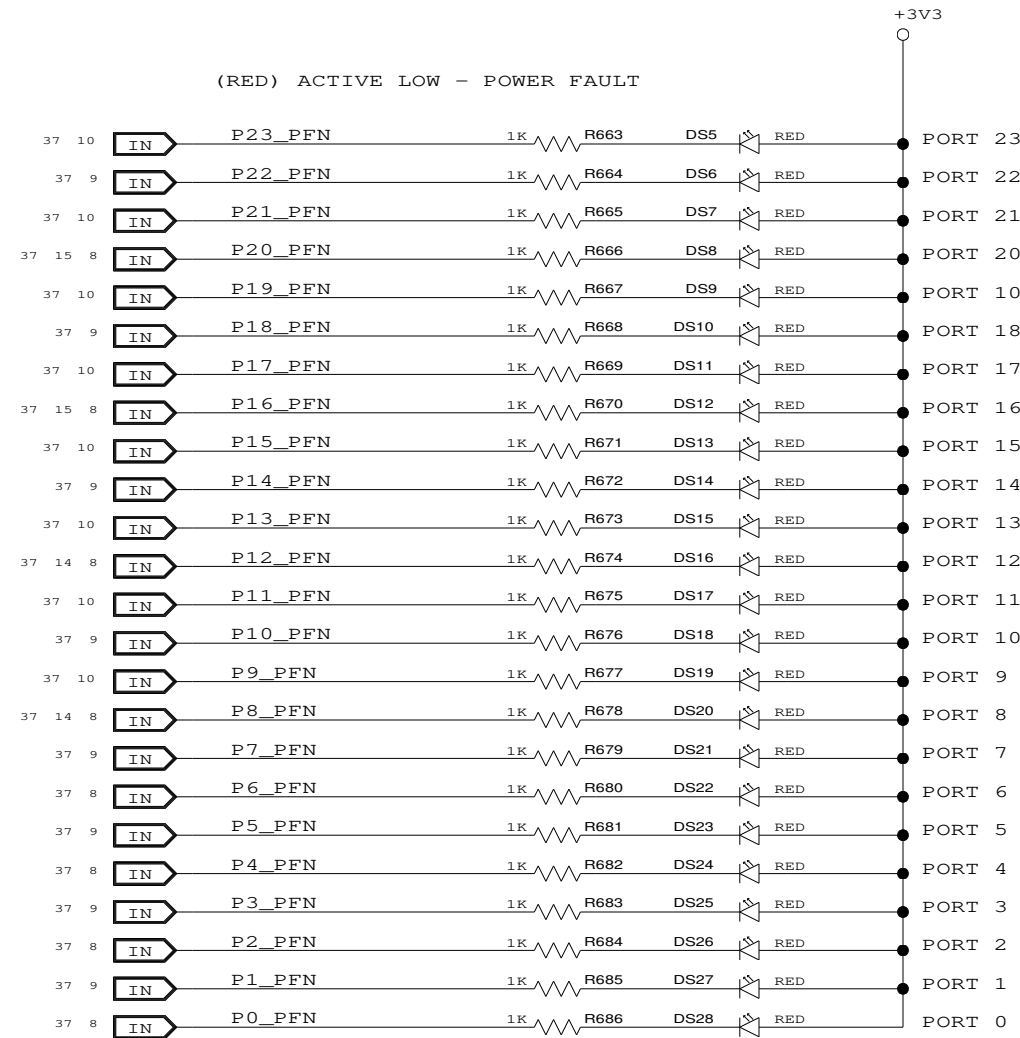 +3V3
(RED) ACTIVE LOW - POWER FAULT
37 10 IN P23_PFN 1K R663 DS5 RED PORT 23
37 9 IN P22_PFN 1K R664 DS6 RED PORT 22
37 10 IN P21_PFN 1K R665 DS7 RED PORT 21
37 15 8 IN P20_PFN 1K R666 DS8 RED PORT 20
37 10 IN P19_PFN 1K R667 DS9 RED PORT 10
37 9 IN P18_PFN 1K R668 DS10 RED PORT 18
37 10 IN P17_PFN 1K R669 DS11 RED PORT 17
37 15 8 IN P16_PFN 1K R670 DS12 RED PORT 16
37 10 IN P15_PFN 1K R671 DS13 RED PORT 15
37 9 IN P14_PFN 1K R672 DS14 RED PORT 14
37 10 IN P13_PFN 1K R673 DS15 RED PORT 13
37 14 8 IN P12_PFN 1K R674 DS16 RED PORT 12
37 10 IN P11_PFN 1K R675 DS17 RED PORT 11
37 9 IN P10_PFN 1K R676 DS18 RED PORT 10
37 10 IN P9_PFN 1K R677 DS19 RED PORT 9
37 14 8 IN P8_PFN 1K R678 DS20 RED PORT 8
37 9 IN P7_PFN 1K R679 DS21 RED PORT 7
37 8 IN P6_PFN 1K R680 DS22 RED PORT 6
37 9 IN P5_PFN 1K R681 DS23 RED PORT 5
37 8 IN P4_PFN 1K R682 DS24 RED PORT 4
37 9 IN P3_PFN 1K R683 DS25 RED PORT 3
37 8 IN P2_PFN 1K R684 DS26 RED PORT 2
37 9 IN P1_PFN 1K R685 DS27 RED PORT 1
37 8 IN P0_PFN 1K R686 DS28 RED PORT 0